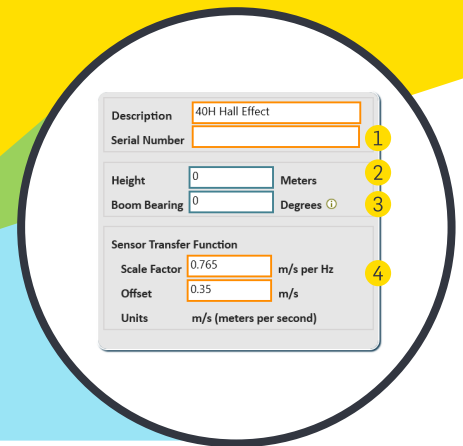 Description 40H Hall Effect
Serial Number 1
Height 0 Meters 2
Boom Bearing 0 Degrees 3
Sensor Transfer Function
Scale Factor 0.765 m/s per Hz
4
Offset 0.35 m/s
Units m/s (meters per second)